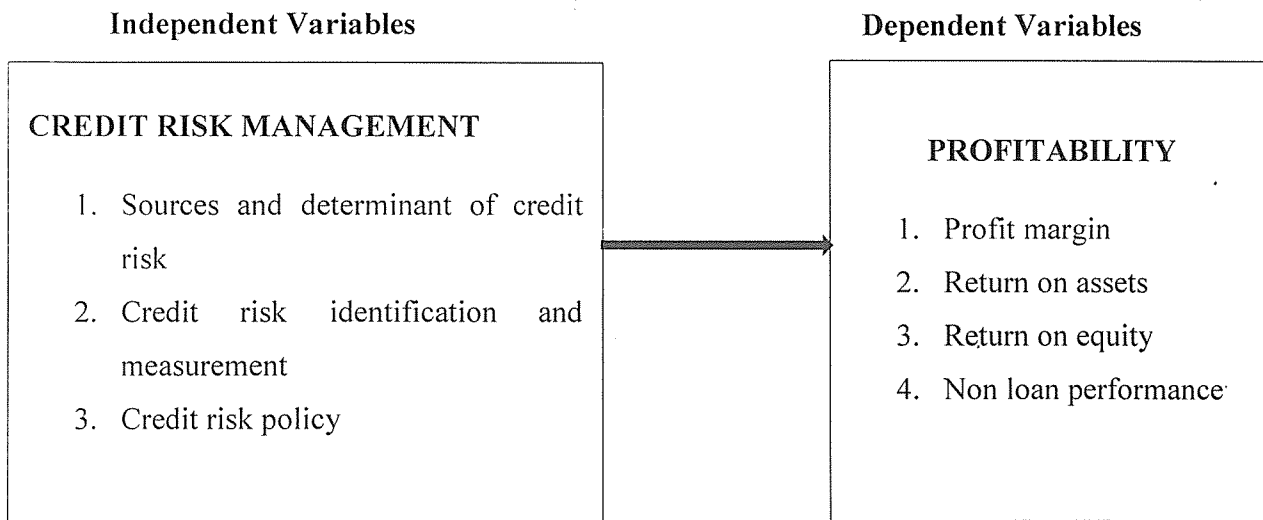 Independent Variables
Dependent Variables
CREDIT RISK MANAGEMENT
1. Sources and determinant of credit
risk
2. Credit risk identification and
measurement
3. Credit risk policy
PROFITABILITY
1. Profit margin
2. Return on assets
3. Return on equity
4. Non loan performance